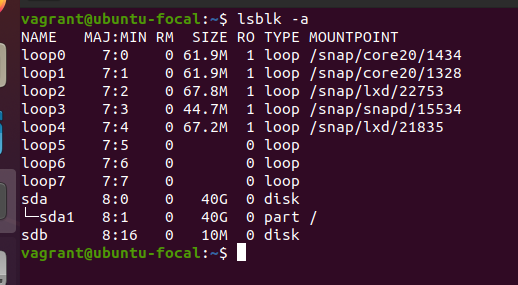 vagrant@ubuntu-focal:~$ lsblk -a
NAME   MAJ:MIN RM  SIZE RO TYPE MOUNTPOINT
loop0    7:0    0 61.9M  1 loop /snap/core20/1434
loop1    7:1    0 61.9M  1 loop /snap/core20/1328
loop2    7:2    0 67.8M  1 loop /snap/lxd/22753
loop3    7:3    0 44.7M  1 loop /snap/snapd/15534
loop4    7:4    0 67.2M  1 loop /snap/lxd/21835
loop5    7:5    0        0 loop
loop6    7:6    0        0 loop
loop7    7:7    0        0 loop
sda      8:0    0   40G  0 disk
└─sda1   8:1    0   40G  0 part /
sdb      8:16   0   10M  0 disk
vagrant@ubuntu-focal:~$